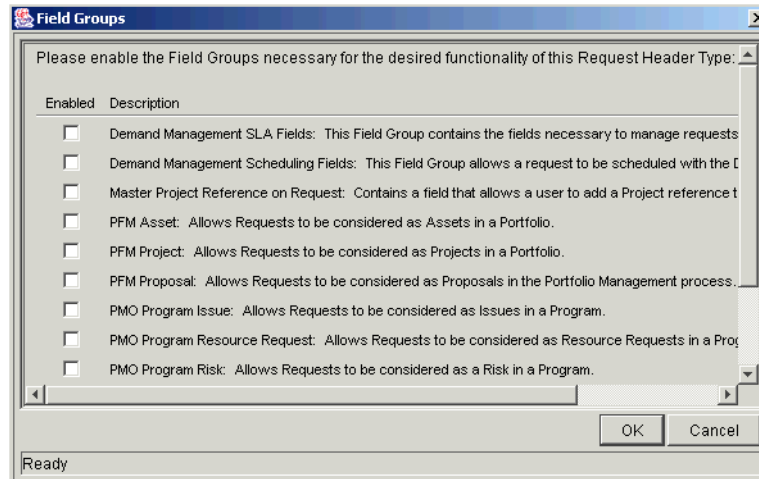 Field Groups
Please enable the Field Groups necessary for the desired functionality of this Request Header Type:
Enabled Description
Demand Management SLA Fields: This Field Group contains the fields necessary to manage requests
Demand Management Scheduling Fields: This Field Group allows a request to be scheduled with the
Master Project Reference on Request: Contains a field that allows a user to add a Project reference
PFM Asset: Allows Requests to be considered as Assets in a Portfolio.
PFM Project: Allows Requests to be considered as Projects in a Portfolio.
PFM Proposal: Allows Requests to be considered as Proposals in the Portfolio Management process.
PMO Program Issue: Allows Requests to be considered as Issues in a Program.
PMO Program Resource Request: Allows Requests to be considered as Resource Requests in a
PMO Program Risk: Allows Requests to be considered as a Risk in a Program.
OK Cancel
Ready